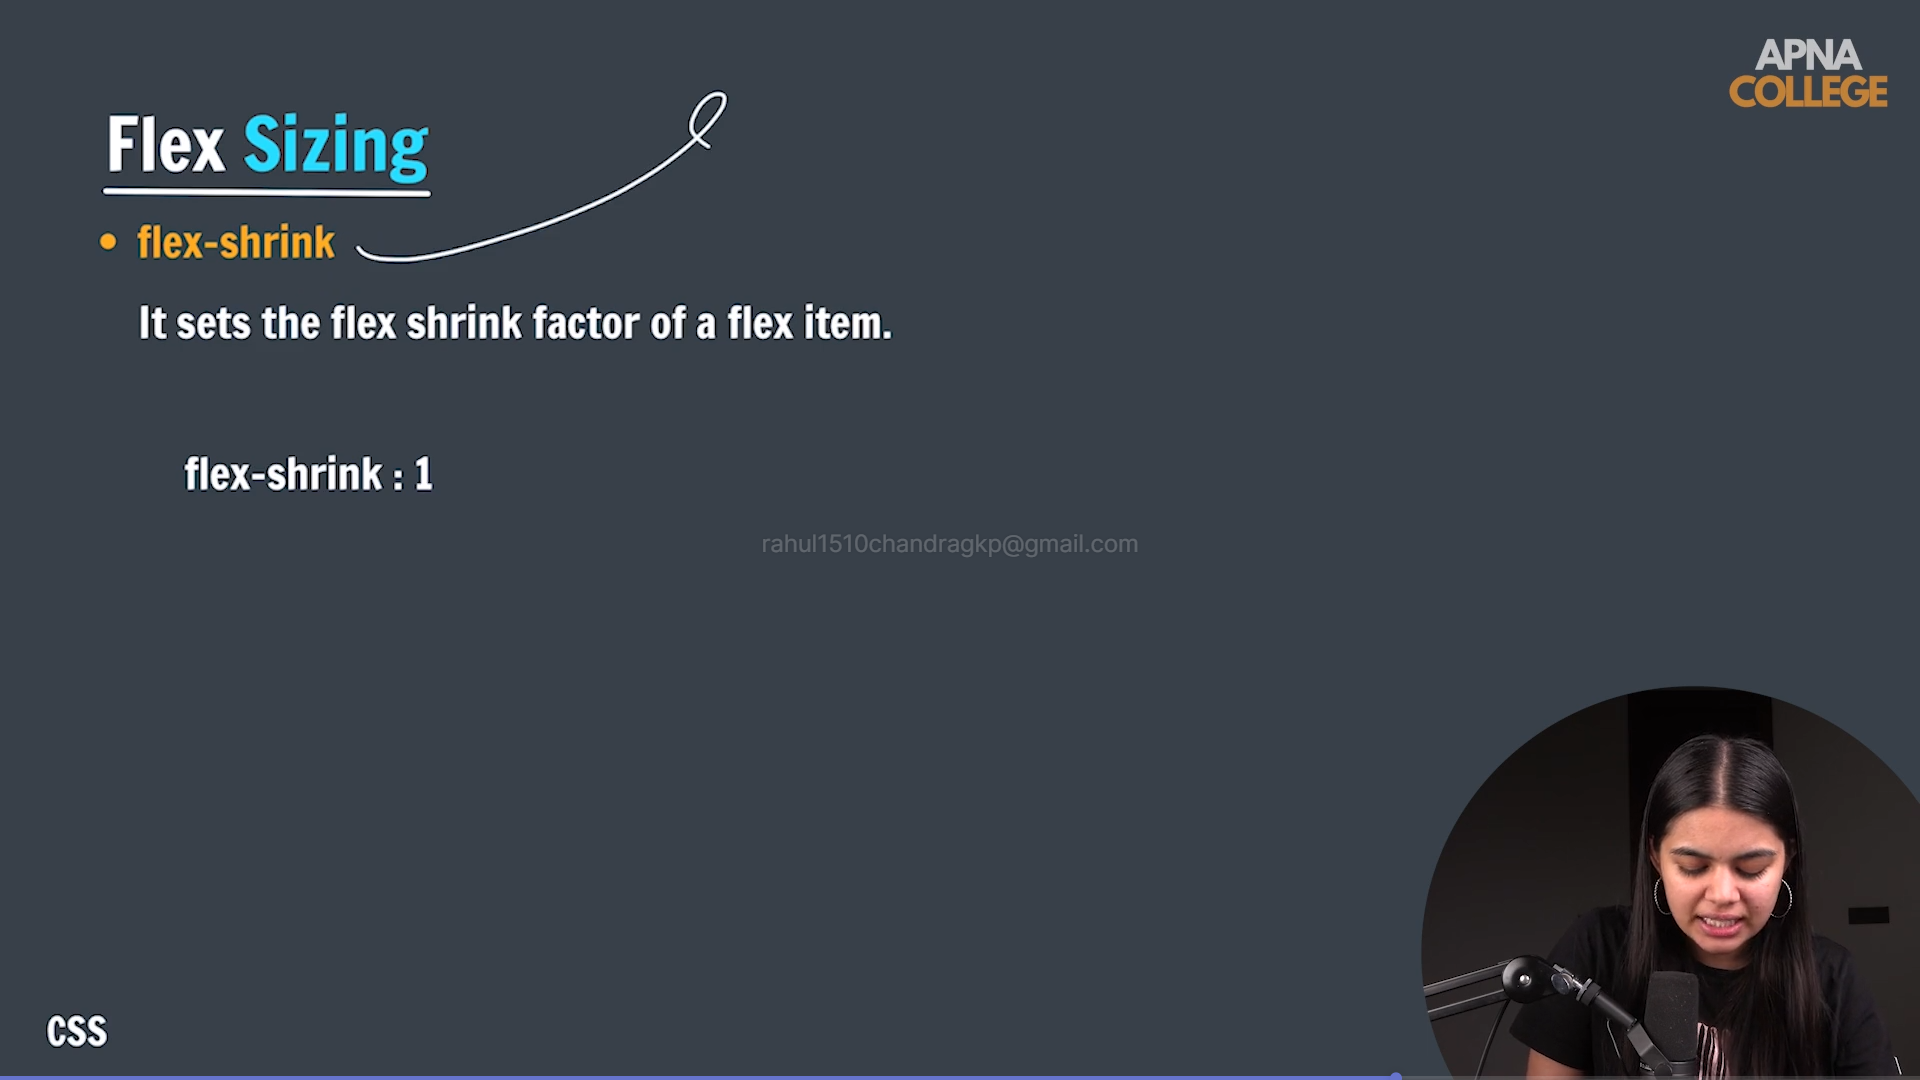 APNA
COLLEGE
Flex Sizing
• flex-shrink
It sets the flex shrink factor of a flex item.
flex-shrink : 1
rahul1510chandragkp@gmail.com
CSS